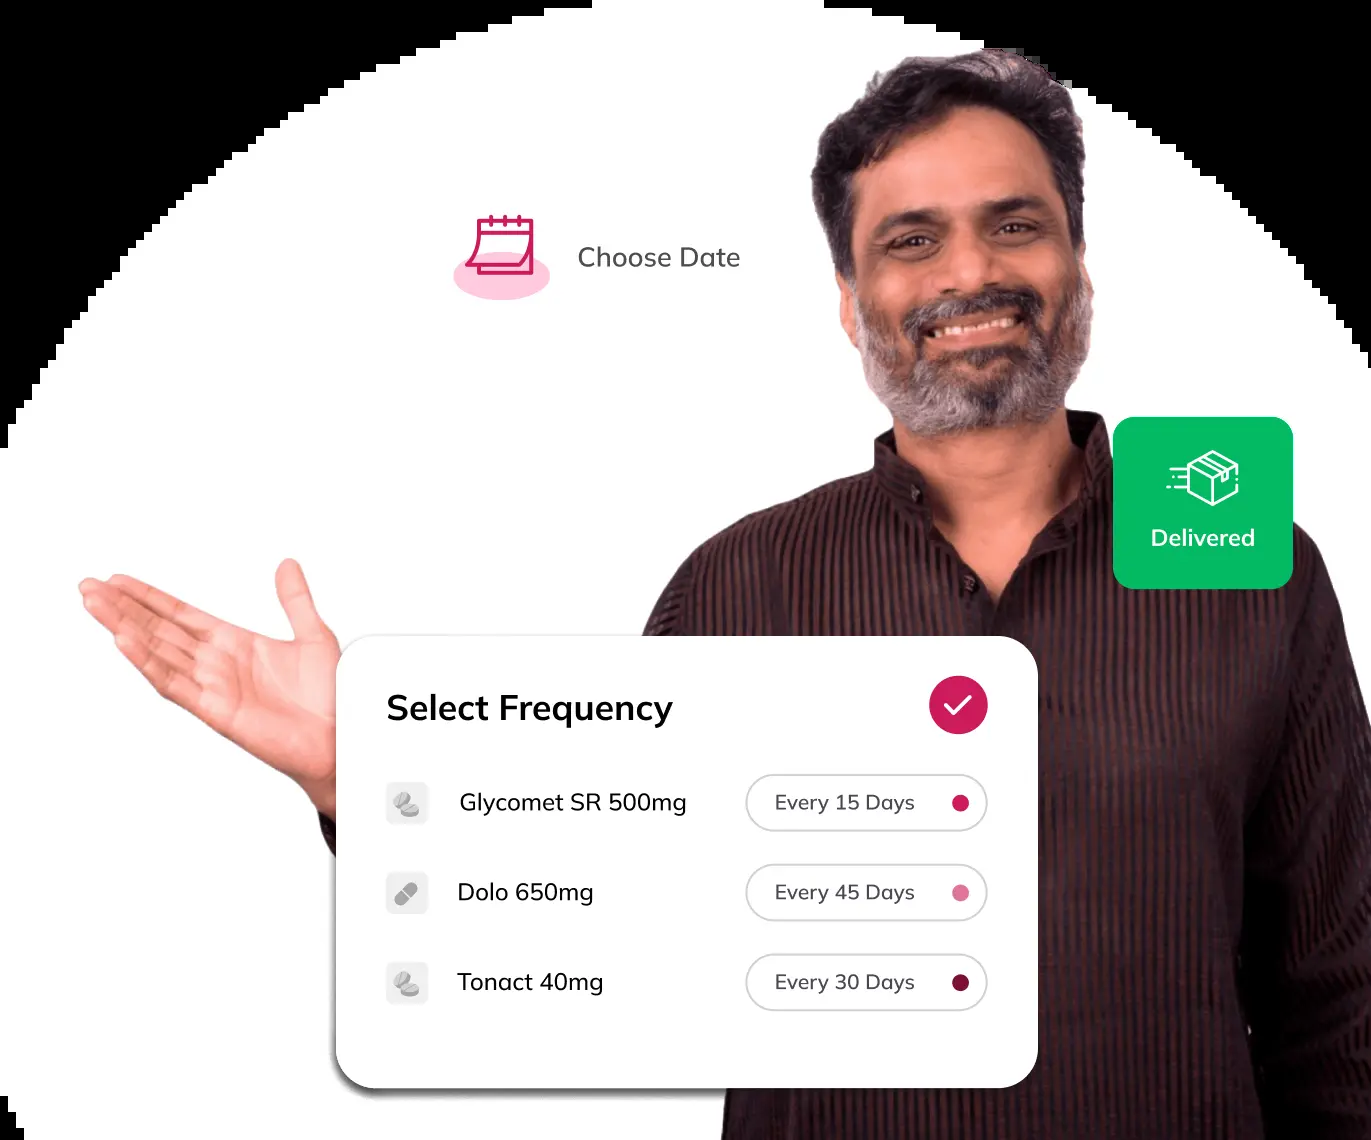 Choose Date
Delivered
Select Frequency
Glycomet SR 500mg
Every 15 Days
Dolo 650mg
Every 45 Days
Tonact 40mg
Every 30 Days